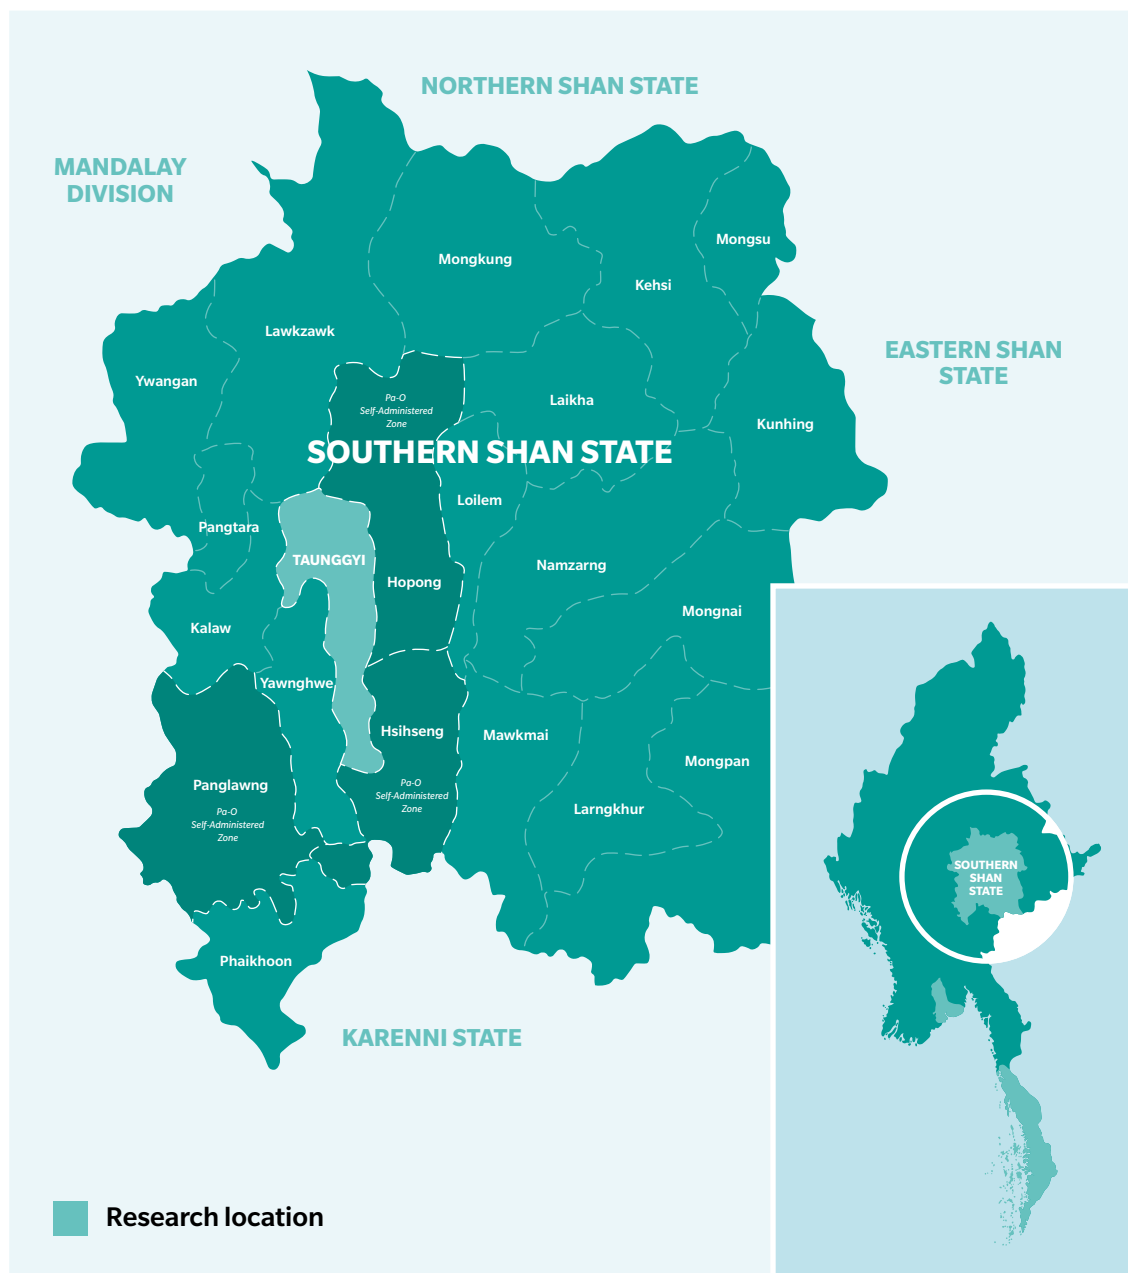 NORTHERN SHAN STATE
MANDALAY
DIVISION
Mongsu
Mongkung
Kehsi
Lawkzawk
EASTERN SHAN
STATE
Ywangan
Pa-O
Self-Administered
Zone
Laikha
Kunhing
SOUTHERN SHAN STATE
Loilem
Pangtara
TAUNGGYI
Namzarng
Hopong
Mongnai
Kalaw
Yawnghwe
Hsihseng
Mawkmai
Mongpan
Panglawng
Pa-O
Self-Administered
Zone
Pa-O
Self-Administered
Zone
Larngkhur
SOUTHERN
SHAN
STATE
Phaikhoon
KARENNI STATE
Research location